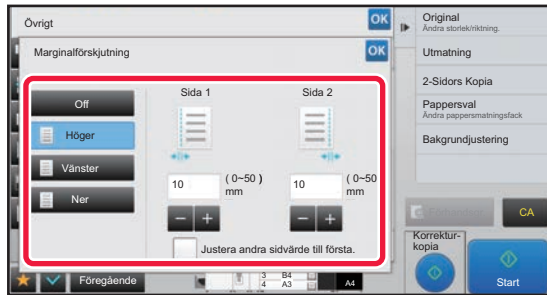 Övrigt
OK
Marginalförskjutning
OK
Off
Höger
Vänster
Ner
Sida 1
Sida 2
10
( 0~50 )
mm
10
( 0~50
mm
Justera andra sidvärde till första.
Föregående
3 B4
4 A3
A4
Original
Ändra storlek/riktning.
Utmatning
2-Sidors Kopia
Pappersval
Ändra pappersmatningsfack
Bakgrundjustering
CA
Korrektur-
kopia
Start